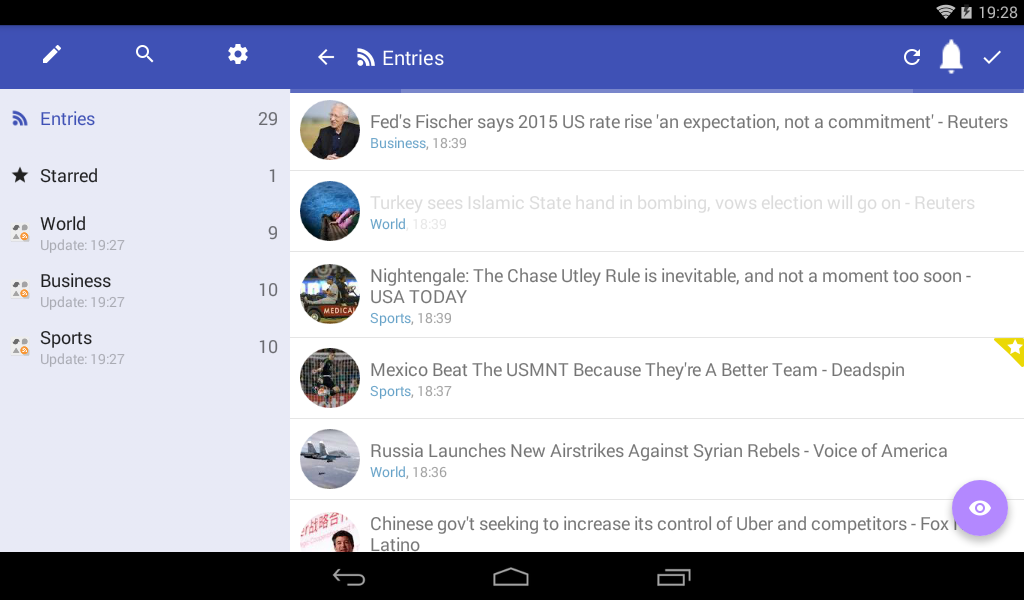 19:28
Entries
Entries 29
Starred 1
World
Update: 19:27
9
Business
Update: 19:27
10
Sports
Update: 19:27
10
Fed's Fischer says 2015 US rate rise 'an expectation, not a commitment' - Reuters
Business, 18:39
Turkey sees Islamic State hand in bombing, vows election will go on - Reuters
World, 18:39
Nightengale: The Chase Utley Rule is inevitable, and not a moment too soon -
USA TODAY
Sports, 18:39
MEDICAL
Mexico Beat The USMNT Because They're A Better Team - Deadspin
Sports, 18:37
Russia Launches New Airstrikes Against Syrian Rebels - Voice of America
World, 18:36
Chinese gov't seeking to increase its control of Uber and competitors - Fox
Latino